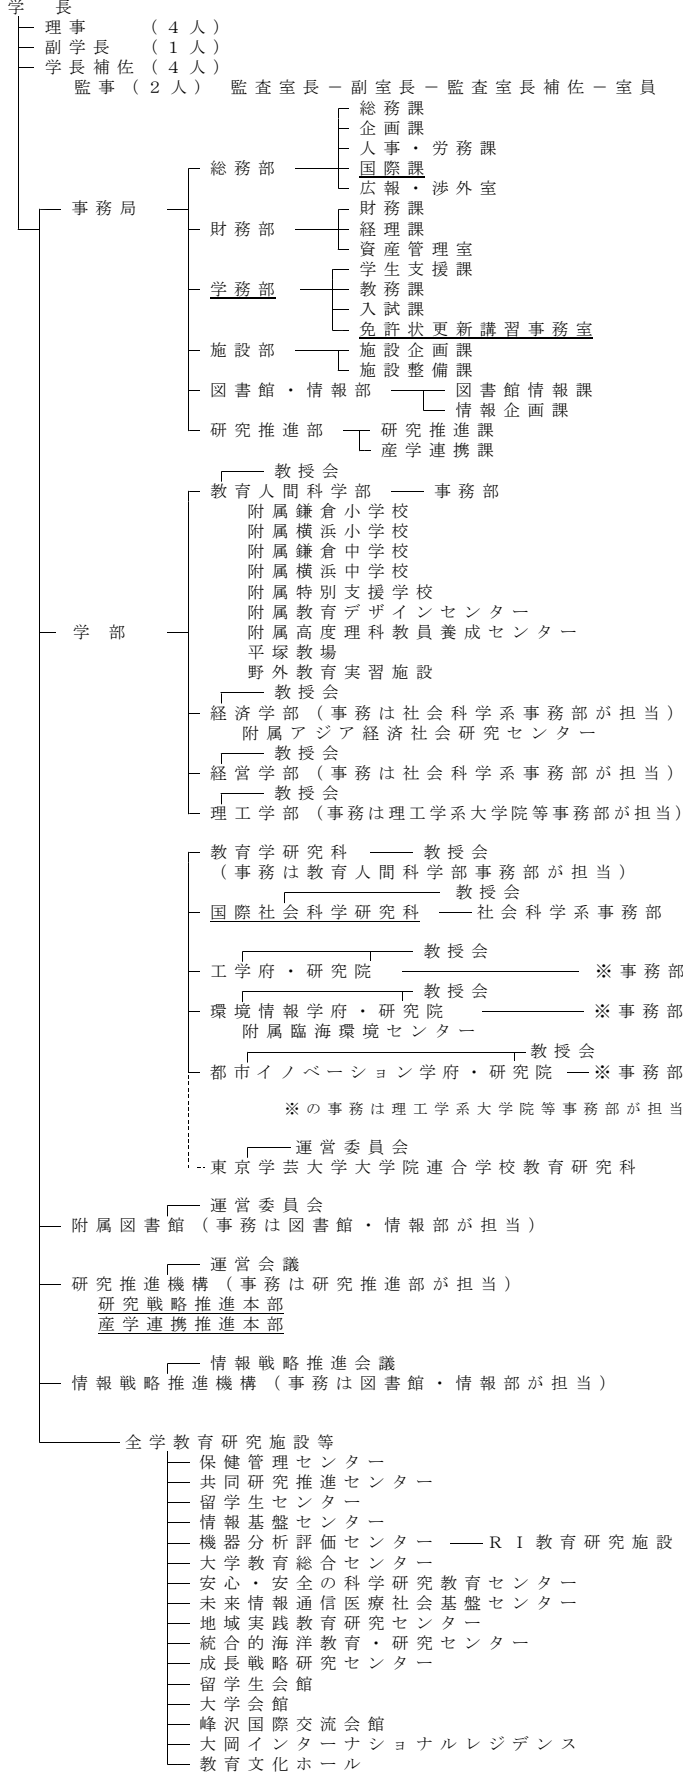 学長
理事（４人）
副学長（１人）
学長補佐（４人）
監事（２人） 監査室長－副室長－監査室長補佐－室員
総務課
企画課
人事・労務課
総務部 国際課
広報・渉外室
事務局 財務課
財務部 経理課
資産管理室
学生支援課
学務部 教務課
入試課
免許状更新講習事務室
施設部 施設企画課
施設整備課
図書館・情報部 図書館情報課
情報企画課
研究推進部 研究推進課
産学連携課
教授会
教育人間科学部 事務部
附属鎌倉小学校
附属横浜小学校
附属鎌倉中学校
附属横浜中学校
附属特別支援学校
附属教育デザインセンター
学部 附属高度理科教員養成センター
平塚教場
野外教育実習施設
教授会
経済学部（事務は社会科学系事務部が担当）
附属アジア経済社会研究センター
教授会
経営学部（事務は社会科学系事務部が担当）
教授会
理工学部（事務は理工学系大学院等事務部が担当）
教育学研究科 教授会
（事務は教育人間科学部事務部が担当）
教授会
国際社会科学研究科 社会科学系事務部
教授会
工学府・研究院 ※事務部
教授会
環境情報学府・研究院 ※事務部
附属臨海環境センター
教授会
都市イノベーション学府・研究院 ※事務部
※の事務は理工学系大学院等事務部が担当
運営委員会
東京学芸大学大学院連合学校教育研究科
運営委員会
附属図書館（事務は図書館・情報部が担当）
運営会議
研究推進機構（事務は研究推進部が担当）
研究戦略推進本部
産学連携推進本部
情報戦略推進会議
情報戦略推進機構（事務は図書館・情報部が担当）
全学教育研究施設等
保健管理センター
共同研究推進センター
留学生センター
情報基盤センター
機器分析評価センター ＲＩ教育研究施設
大学教育総合センター
安心・安全の科学研究教育センター
未来情報通信医療社会基盤センター
地域実践教育研究センター
統合的海洋教育・研究センター
成長戦略研究センター
留学生会館
大学会館
峰沢国際交流会館
大岡インターナショナルレジデンス
教育文化ホール